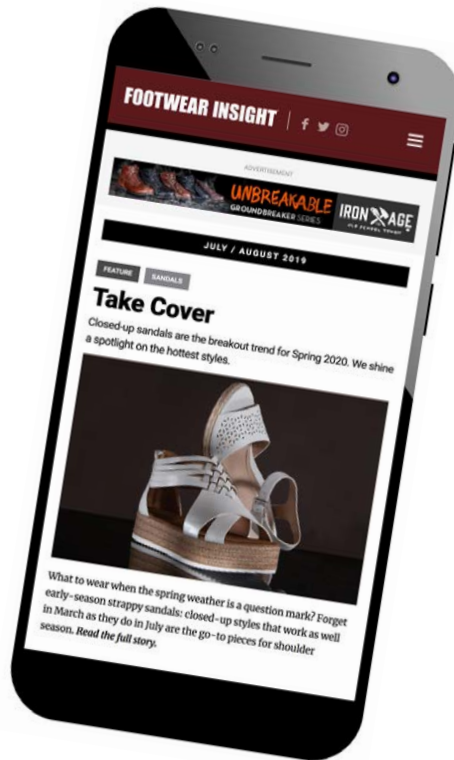 FOOTWEAR INSIGHT
ADVERTISEMENT
UNBREAKABLE
GROUNDBREAKER SERIES
IRON AGE
OLD SCHOOL TOUGH
JULY / AUGUST 2019
FEATURE SANDALS
Take Cover
Closed-up sandals are the breakout trend for Spring 2020. We shine
a spotlight on the hottest styles.
What to wear when the spring weather is a question mark? Forget
early-season strappy sandals: closed-up styles that work as well
in March as they do in July are the go-to pieces for shoulder
season. Read the full story.